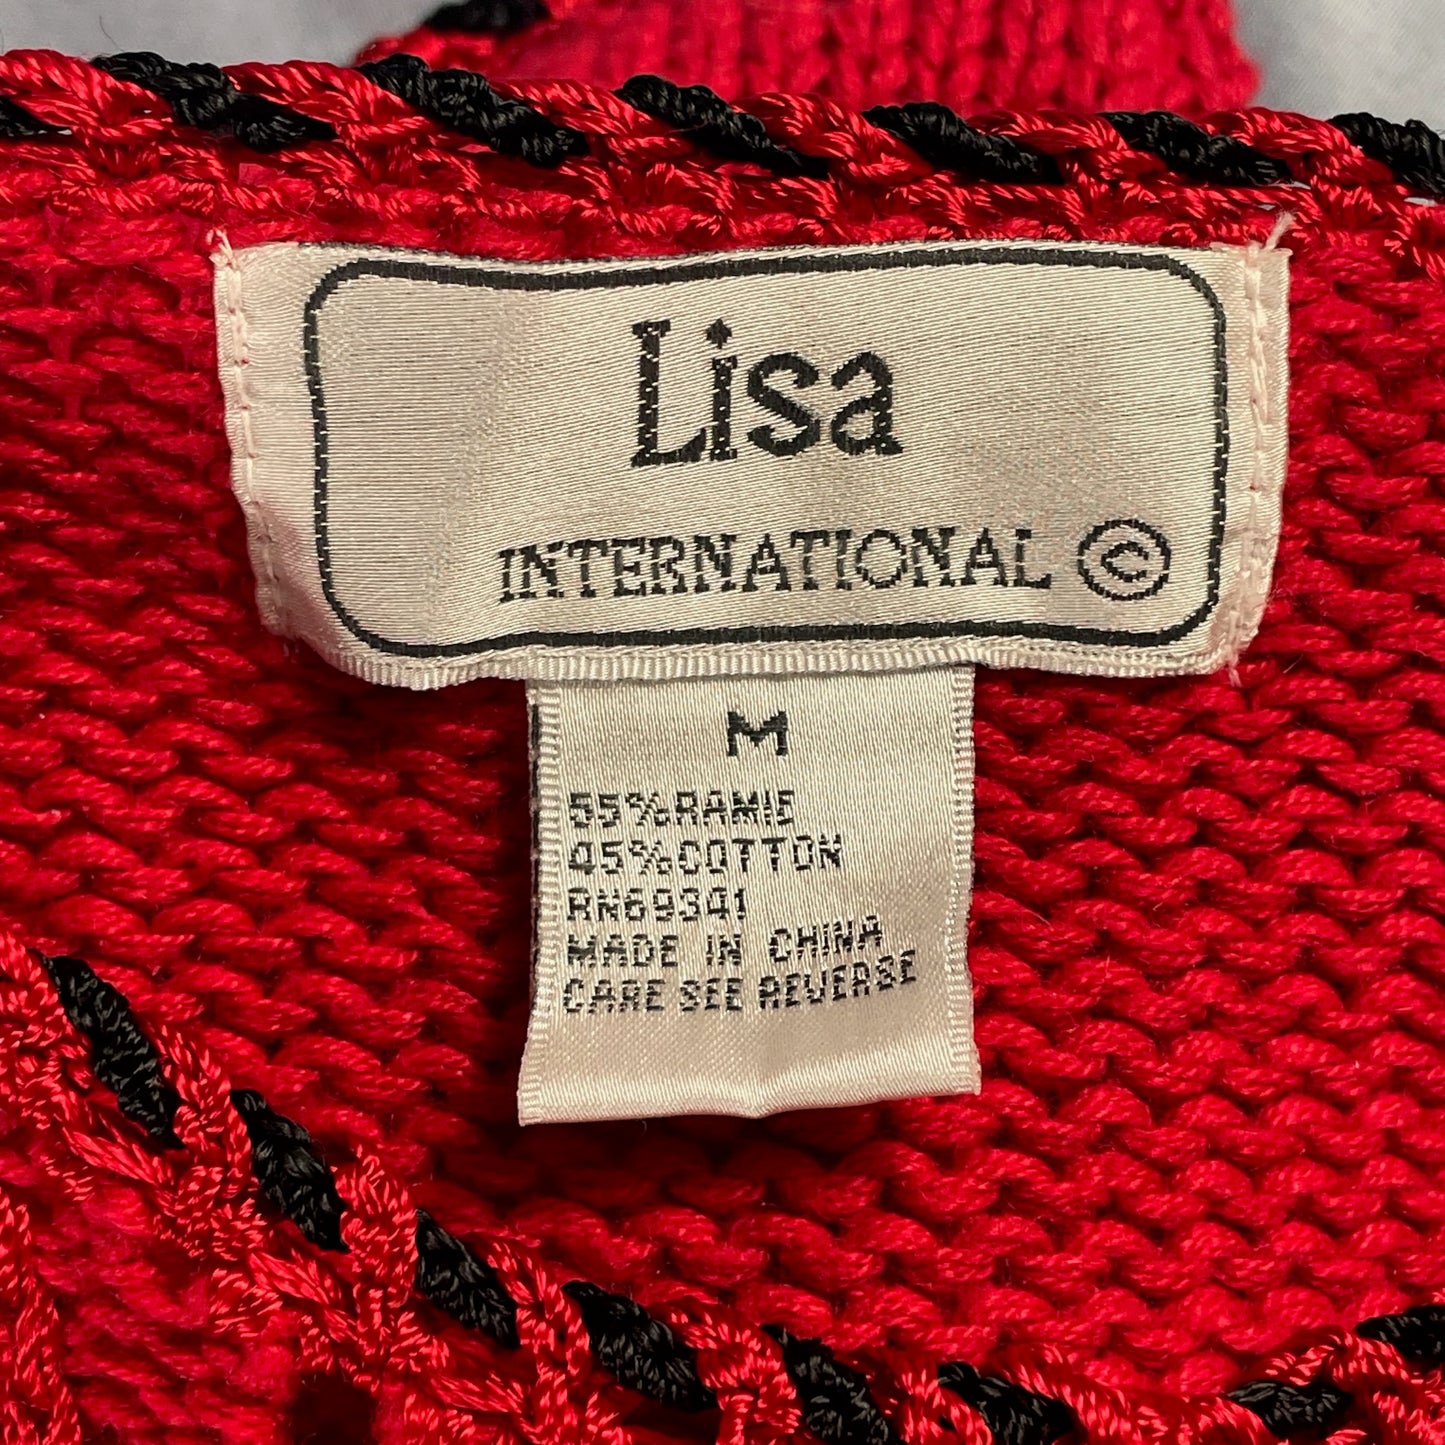 Lisa
INTERNATIONAL ©
M
55%RAMIE
45%COTTON
RN69341
MADE IN CHINA
CARE SEE REVERSE